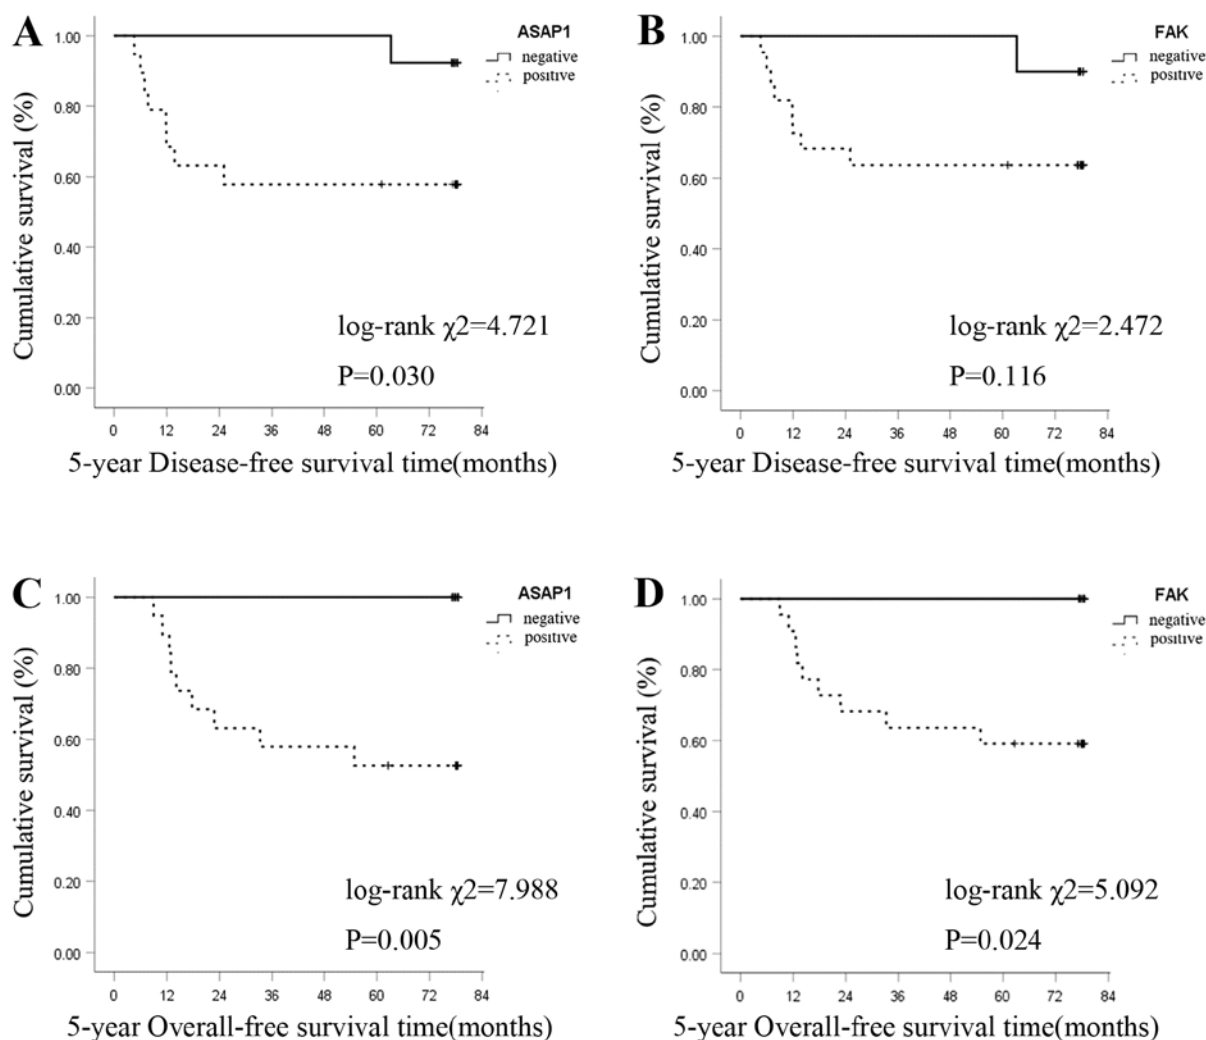 A
ASAP1
negative
positive
Cumulative survival (%)
1.00
0.80
0.60
0.40
0.20
0.00
log-rank χ2=4.721
P=0.030
0 12 24 36 48 60 72 84
5-year Disease-free survival time(months)
B
FAK
negative
positive
Cumulative survival (%)
1.00
0.80
0.60
0.40
0.20
0.00
log-rank χ2=2.472
P=0.116
0 12 24 36 48 60 72 84
5-year Disease-free survival time(months)
C
ASAP1
negative
positive
Cumulative survival (%)
1.00
0.80
0.60
0.40
0.20
0.00
log-rank χ2=7.988
P=0.005
0 12 24 36 48 60 72 84
5-year Overall-free survival time(months)
D
FAK
negative
positive
Cumulative survival (%)
1.00
0.80
0.60
0.40
0.20
0.00
log-rank χ2=5.092
P=0.024
0 12 24 36 48 60 72 84
5-year Overall-free survival time(months)